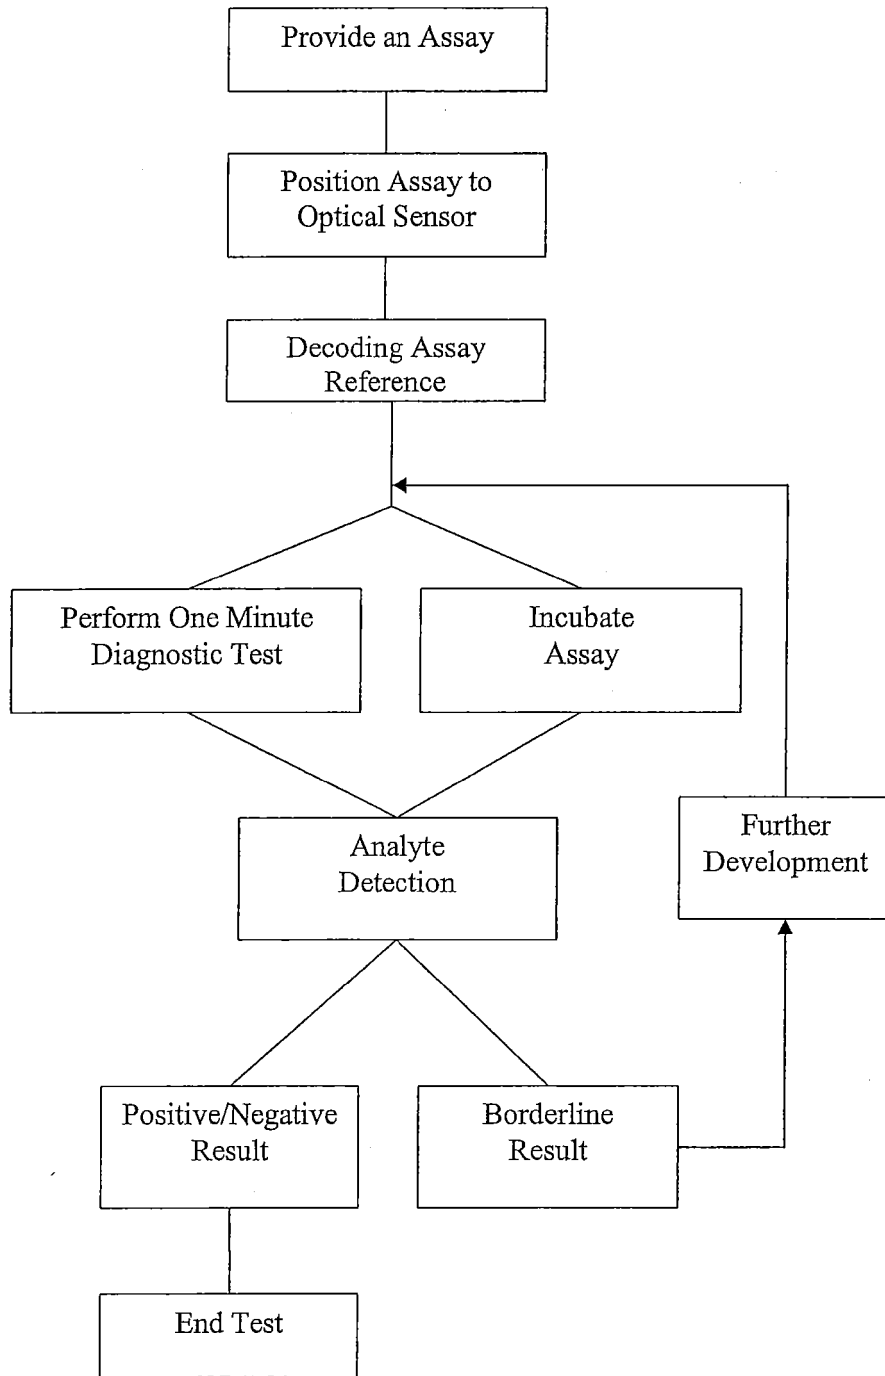 Provide an Assay
Position Assay to
Optical Sensor
Decoding Assay
Reference
Perform One Minute
Diagnostic Test
Incubate
Assay
Analyte
Detection
Further
Development
Positive/Negative
Result
Borderline
Result
End Test